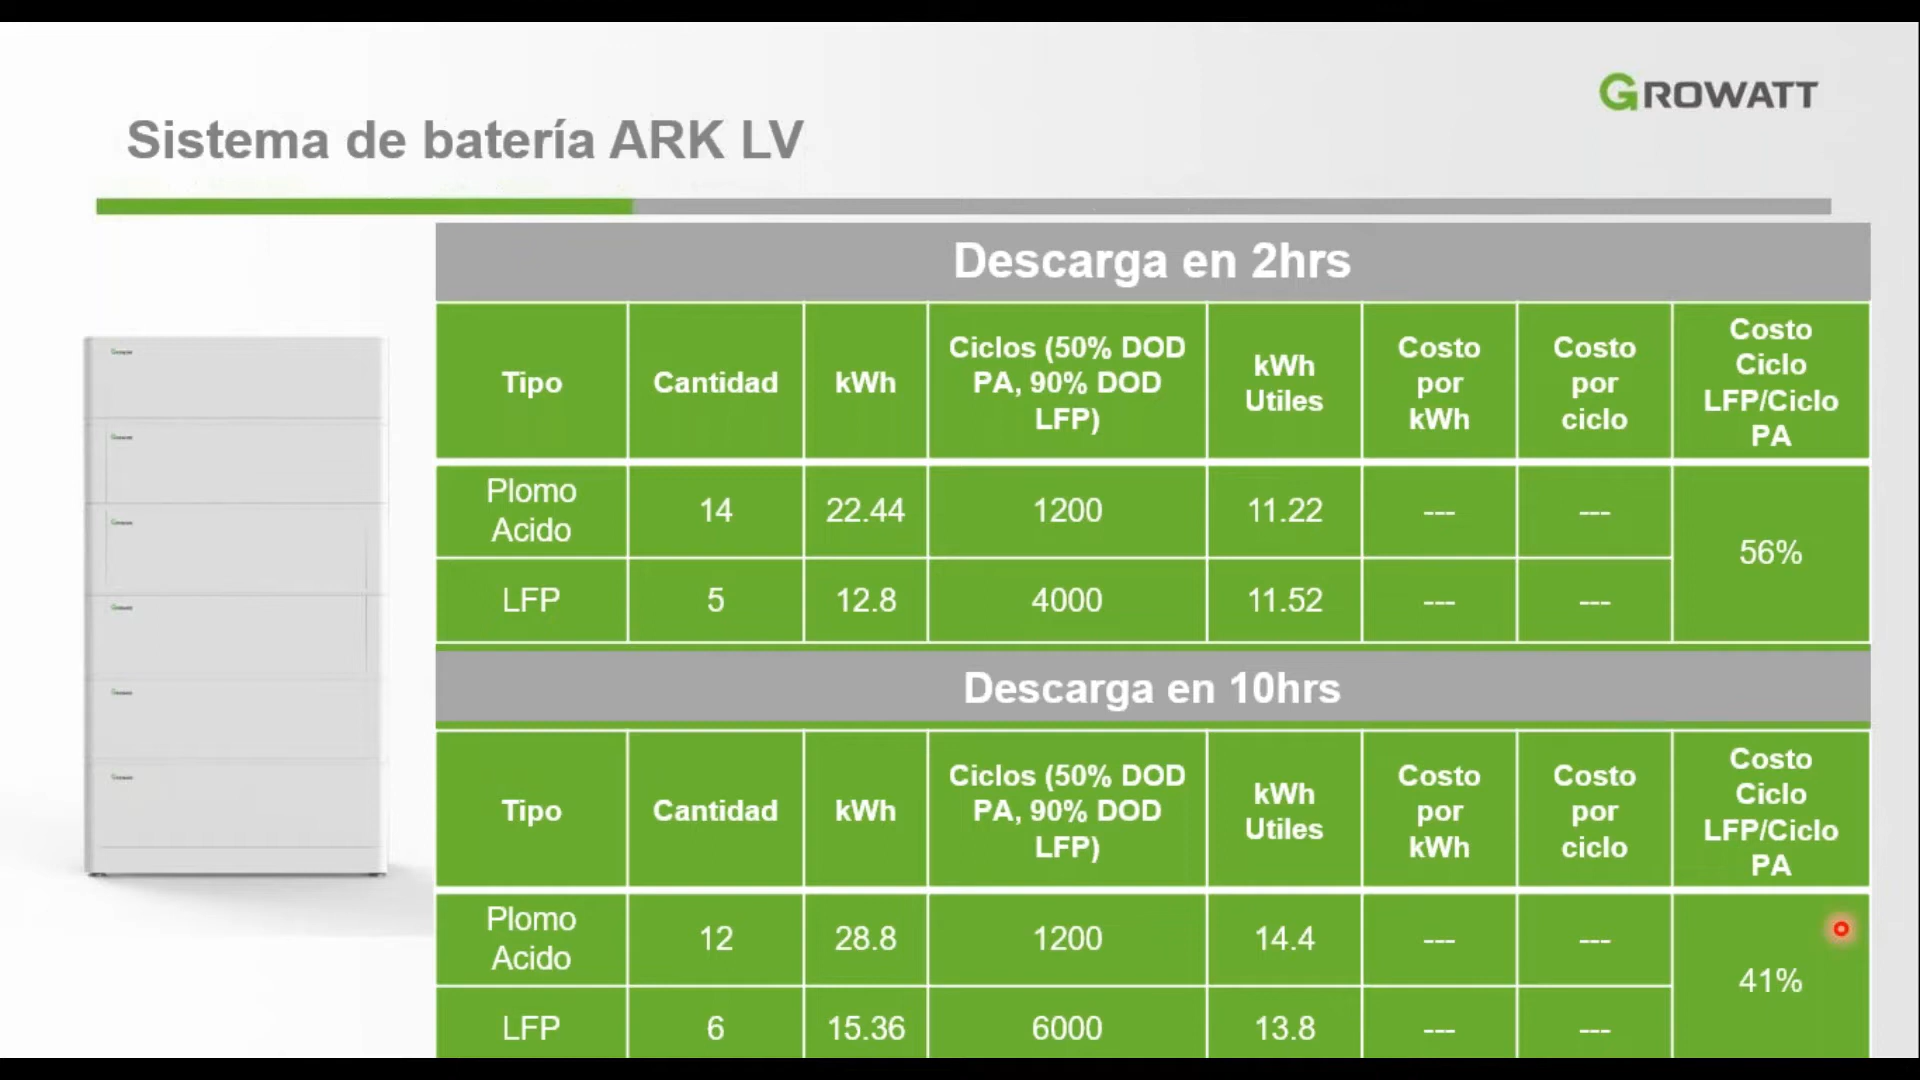 GROWATT
Sistema de batería ARK LV
Descarga en 2hrs
Tipo
Cantidad
kWh
Ciclos (50% DOD
PA, 90% DOD
LFP)
kWh
Utiles
Costo
por
kWh
Costo
por
ciclo
Costo
Ciclo
LFP/Ciclo
PA
Plomo
Acido
14
22.44
1200
11.22
---
---
56%
LFP
5
12.8
4000
11.52
---
---
Descarga en 10hrs
Tipo
Cantidad
kWh
Ciclos (50% DOD
PA, 90% DOD
LFP)
kWh
Utiles
Costo
por
kWh
Costo
por
ciclo
Costo
Ciclo
LFP/Ciclo
PA
Plomo
Acido
12
28.8
1200
14.4
---
---
41%
LFP
6
15.36
6000
13.8
---
---